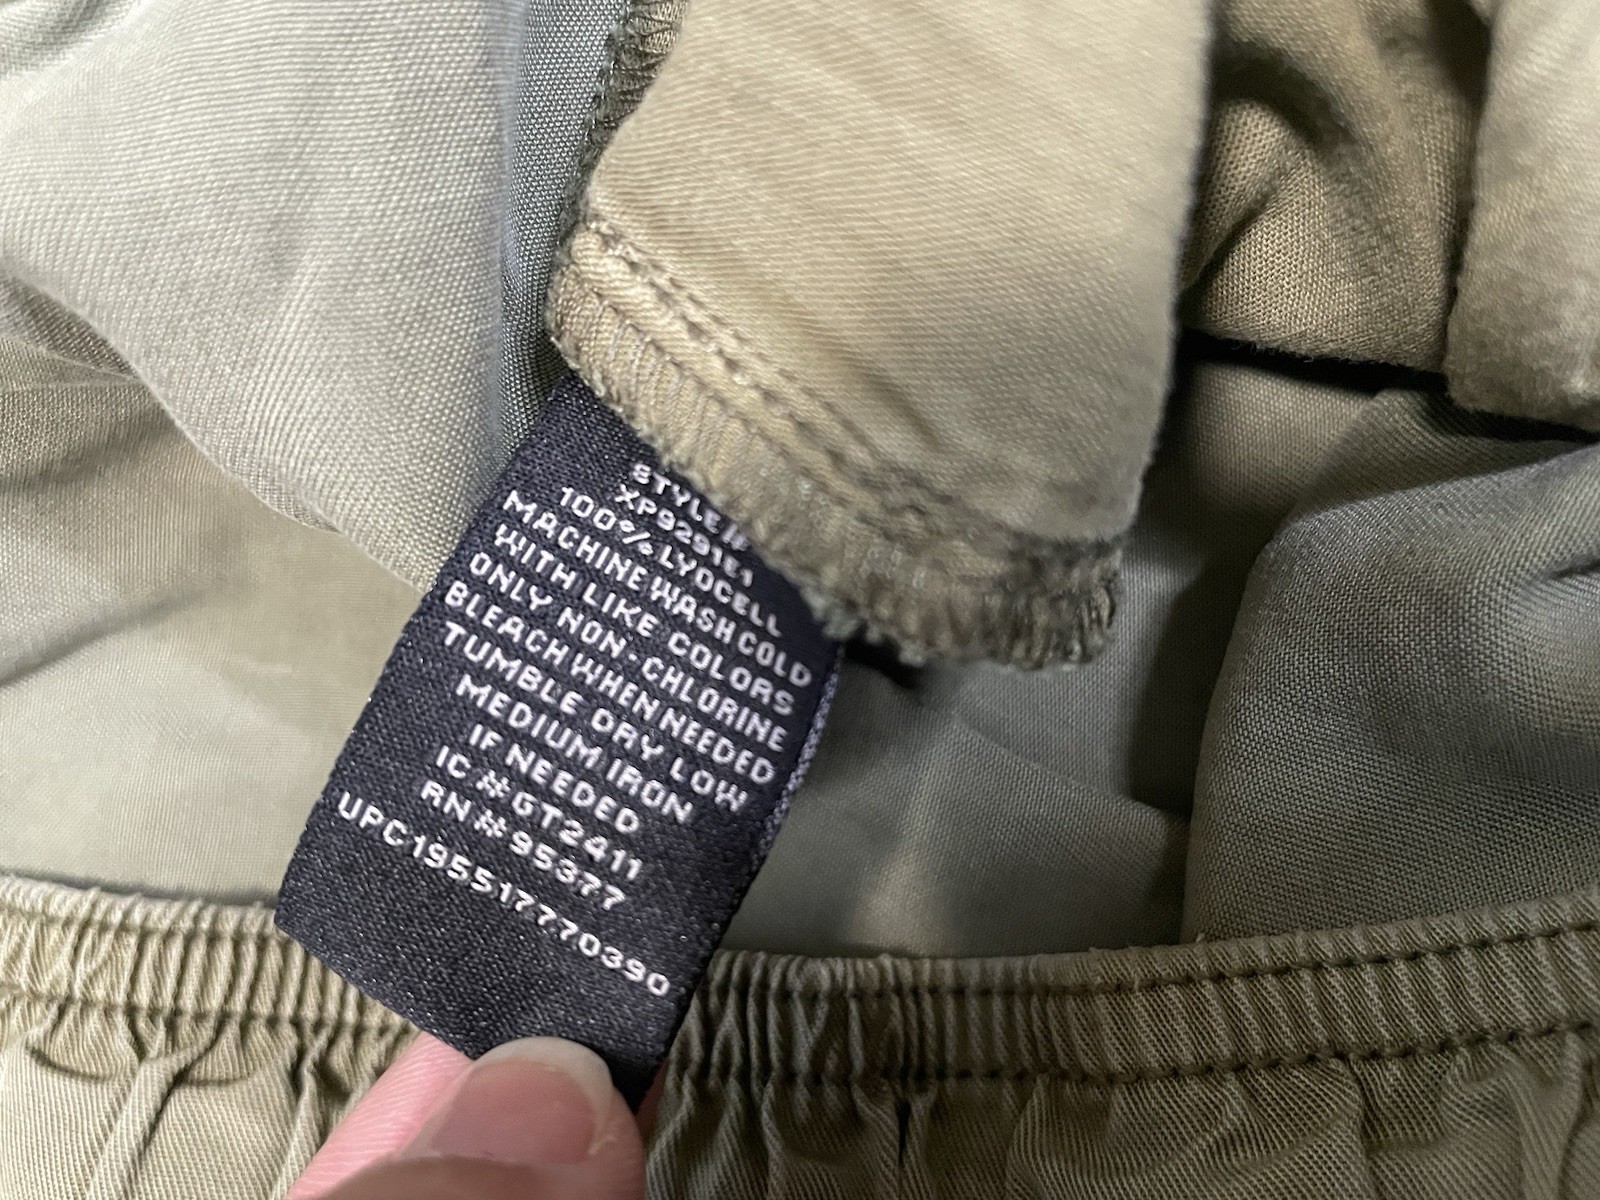 STYLE#
XP92911E1
100% LYOCELL
MACHINE WASH COLD
WITH LIKE COLORS
ONLY NON-CHLORINE
BLEACH WHEN NEEDED
TUMBLE DRY LOW
MEDIUM IRON
IF NEEDED
IC #GT2411
RN#95377
UPC195517770390